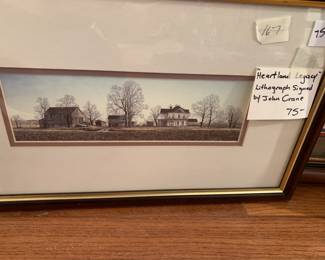 167
75
"Heartland Legacy"
Lithograph Signed
by John Crane
75-